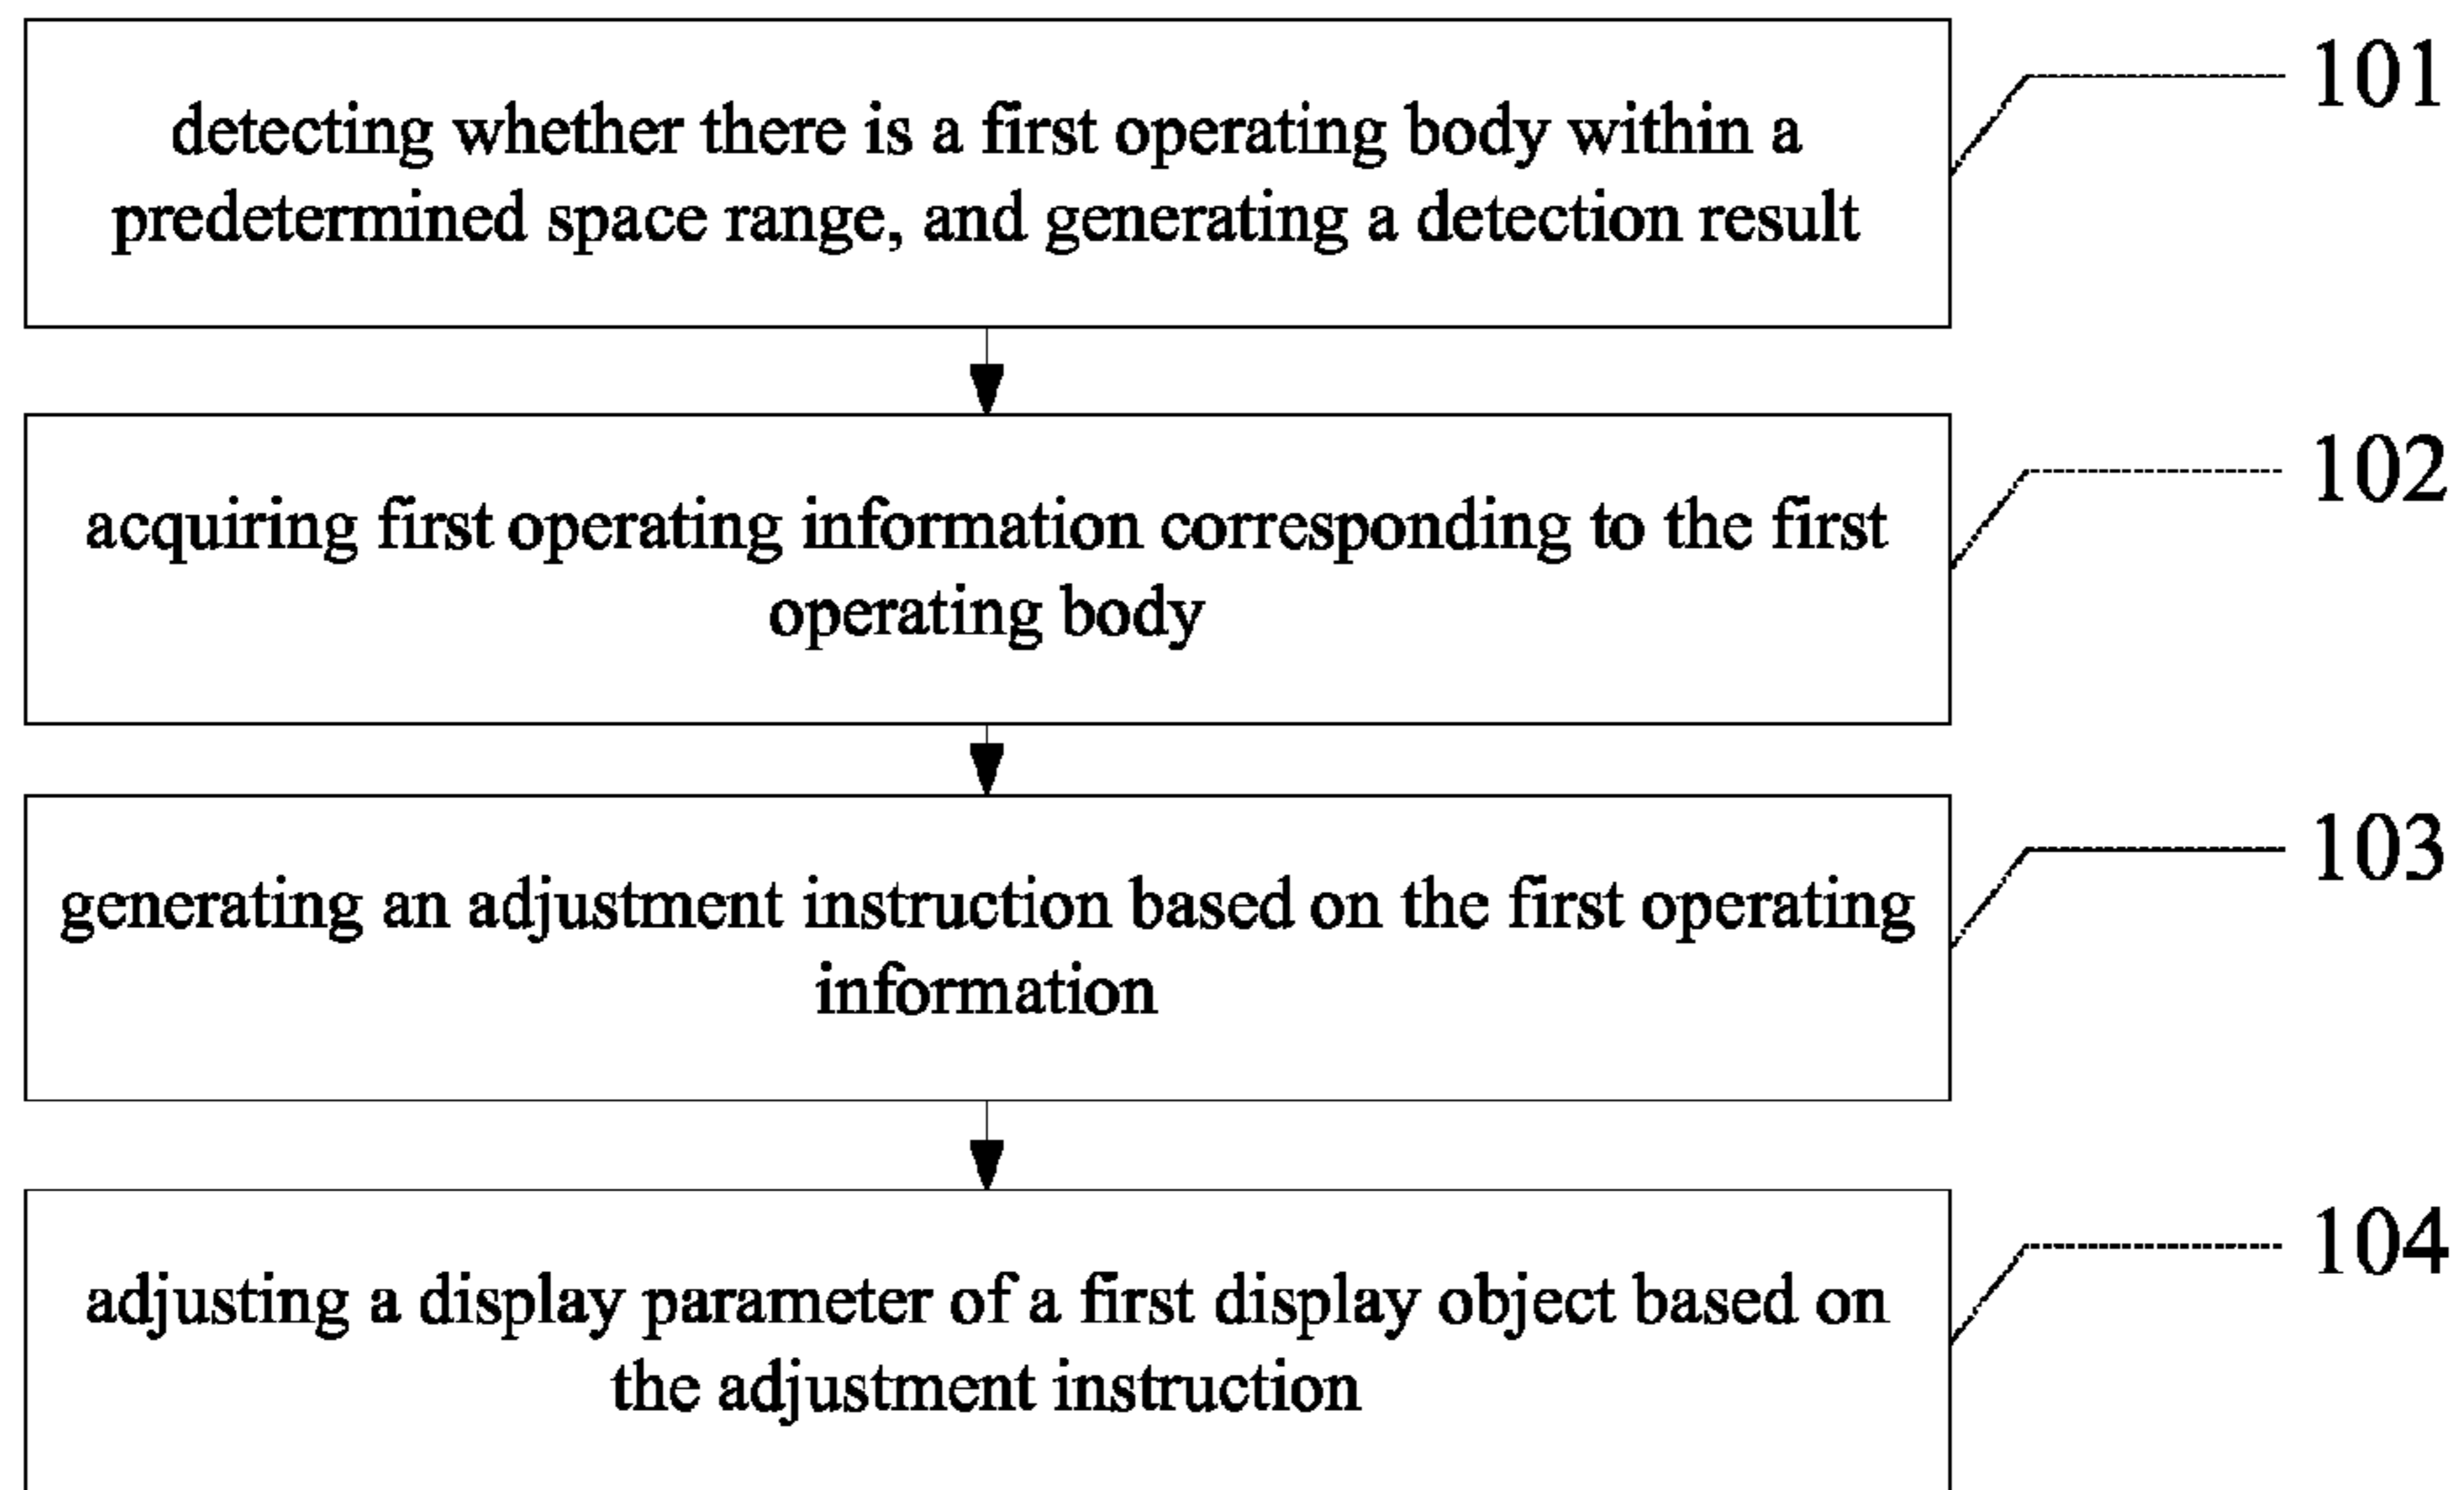 detecting whether there is a first operating body within a
predetermined space range, and generating a detection result
101
acquiring first operating information corresponding to the first
operating body
102
generating an adjustment instruction based on the first operating
information
103
adjusting a display parameter of a first display object based on
the adjustment instruction
104